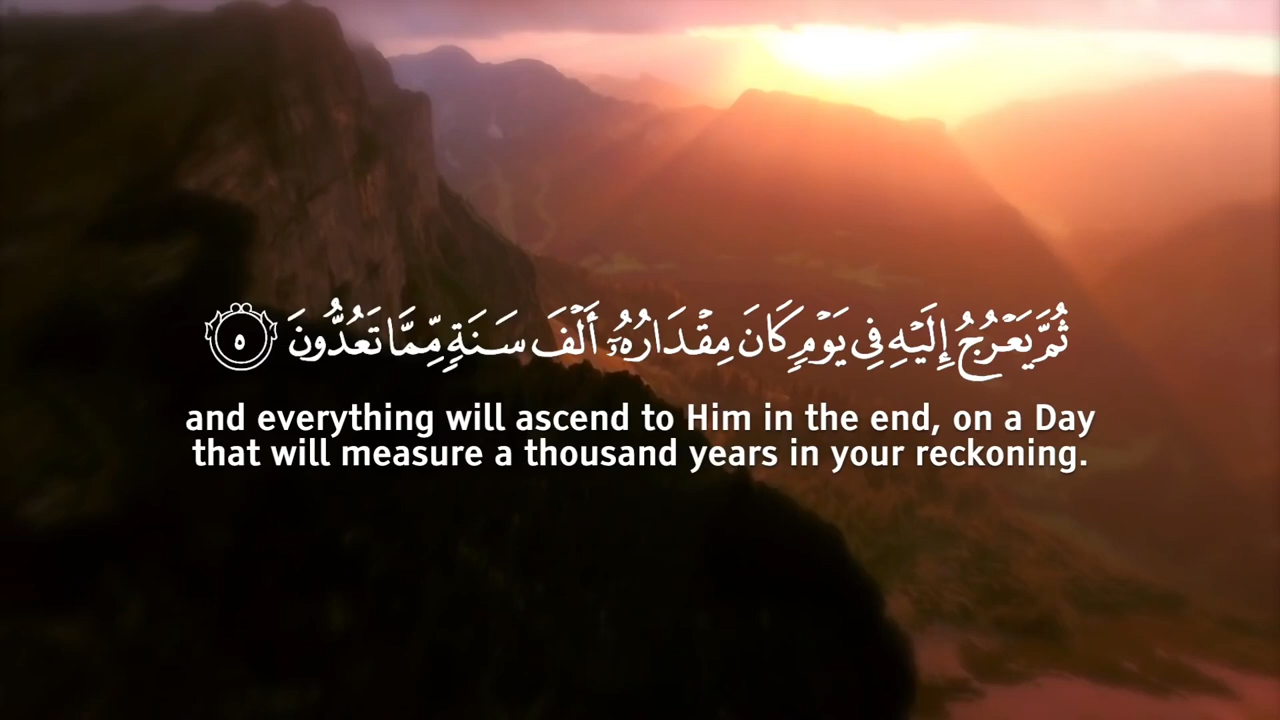 ثُمَّ يَعْرُجُ إِلَيْهِ فِي يَوْمٍ كَانَ مِقْدَارُهُۥٓ أَلْفَ سَنَةٍ مِّمَّا تَعُدُّونَ ٥
and everything will ascend to Him in the end, on a Day
that will measure a thousand years in your reckoning.